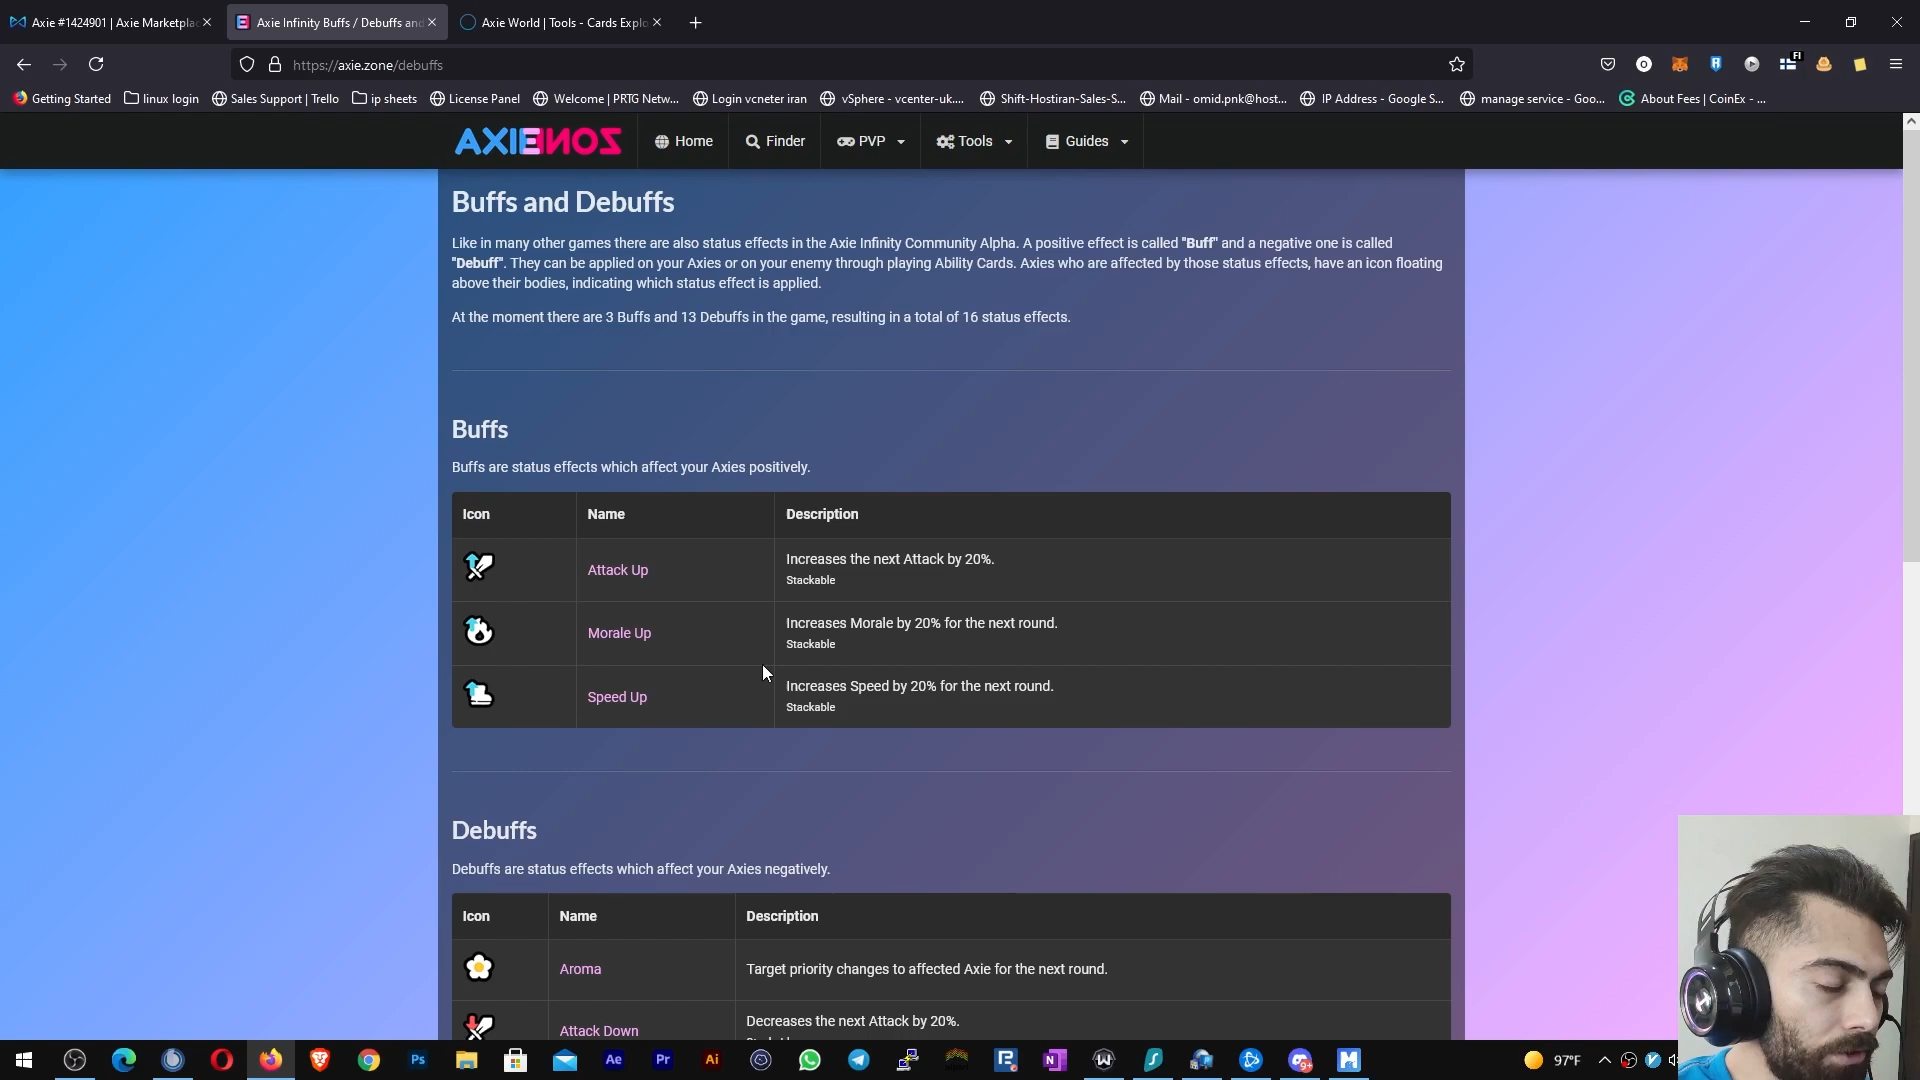 Axie #1424901 | Axie Marketplac
Axie Infinity Buffs / Debuffs and
Axie World | Tools - Cards Explo
https://axie.zone/debuffs
FI
Getting Started
linux login
Sales Support | Trello
ip sheets
License Panel
Welcome | PRTG Netw...
Login vcneter iran
vSphere - vcenter-uk....
Shift-Hostiran-Sales-S...
Mail - omid.pnk@host...
IP Address - Google S...
manage service - Goo...
About Fees | CoinEx - ...
AXIE ZONE
Home
Finder
PVP
Tools
Guides
Buffs and Debuffs
Like in many other games there are also status effects in the Axie Infinity Community Alpha. A positive effect is called "Buff" and a negative one is called
"Debuff". They can be applied on your Axies or on your enemy through playing Ability Cards. Axies who are affected by those status effects, have an icon floating
above their bodies, indicating which status effect is applied.
At the moment there are 3 Buffs and 13 Debuffs in the game, resulting in a total of 16 status effects.
Buffs
Buffs are status effects which affect your Axies positively.
Icon Name Description
Attack Up Increases the next Attack by 20%.
Stackable
Morale Up Increases Morale by 20% for the next round.
Stackable
Speed Up Increases Speed by 20% for the next round.
Stackable
Debuffs
Debuffs are status effects which affect your Axies negatively.
Icon Name Description
Aroma Target priority changes to affected Axie for the next round.
Attack Down Decreases the next Attack by 20%.
Ps
Ae
Pr
Ai
97°F